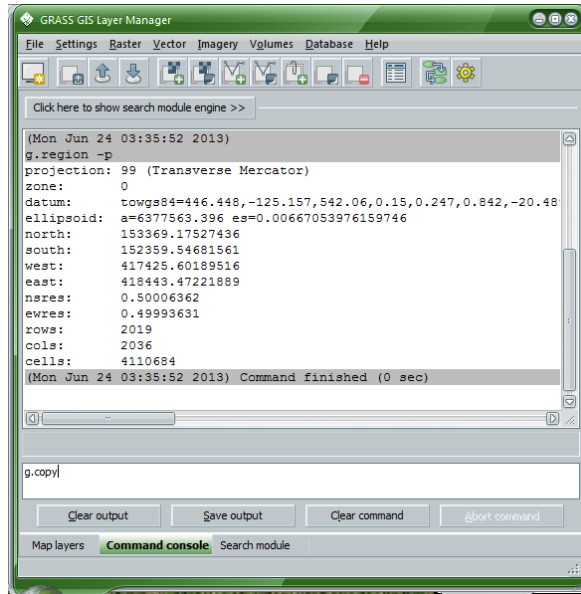 GRASS GIS Layer Manager
File Settings Raster Vector Imagery Volumes Database Help
Click here to show search module engine >>
(Mon Jun 24 03:35:52 2013)
g.region -p
projection: 99 (Transverse Mercator)
zone: 0
datum: towgs84=446.448,-125.157,542.06,0.15,0.247,0.842,-20.48
ellipsoid: a=6377563.396 es=0.00667053976159746
north: 153369.17527436
south: 152359.54681561
west: 417425.60189516
east: 418443.47221889
nsres: 0.50006362
ewres: 0.49993631
rows: 2019
cols: 2036
cells: 4110684
(Mon Jun 24 03:35:52 2013) Command finished (0 sec)
g.copy
Clear output Save output Clear command Abort command
Map layers Command console Search module